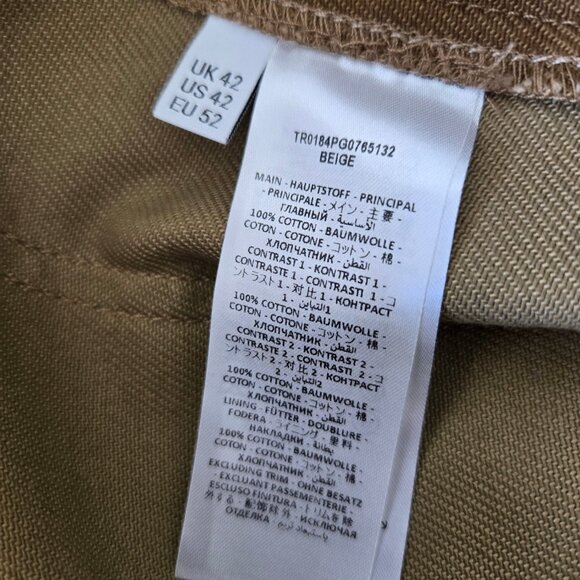 UK 42
US 42
EU 52
TR0184PG0765132
BEIGE
MAIN - HAUPTSTOFF - PRINCIPAL
- PRINCIPALE - メイン - 主要 -
ГЛАВНЫЙ - الأساسية
100% COTTON - BAUMWOLLE -
COTON - COTONE - コットン - 棉 -
ХЛОПЧАТНИК - القطن
CONTRAST 1 - KONTRAST 1 -
CONTRASTE 1 - CONTRASTI 1 - コ
ントラスト1 - 对比 1 - КОНТРАСТ
1 - التباين1
100% COTTON - BAUMWOLLE -
COTON - COTONE - コットン - 棉 -
ХЛОПЧАТНИК - القطن
CONTRAST 2 - KONTRAST 2 -
CONTRASTE 2 - CONTRASTI 2 - コ
ントラスト2 - 对比 2 - КОНТРАСТ
2 - التباين2
100% COTTON - BAUMWOLLE -
COTON - COTONE - コットン - 棉 -
ХЛОПЧАТНИК - القطن
LINING - FÜTTER - DOUBLURE -
FODERA - ライニング - 里料 -
НАКЛАДКИ - بطانة
100% COTTON - BAUMWOLLE -
COTON - COTONE - コットン - 棉 -
ХЛОПЧАТНИК - القطن
EXCLUDING TRIM - OHNE BESATZ
- EXCLUANT PASSEMENTERIE -
ESCLUSO FINITURA - トリムを除
外する - 配饰除外 - ИСКЛЮЧАЯ
ОТДЕЛКА